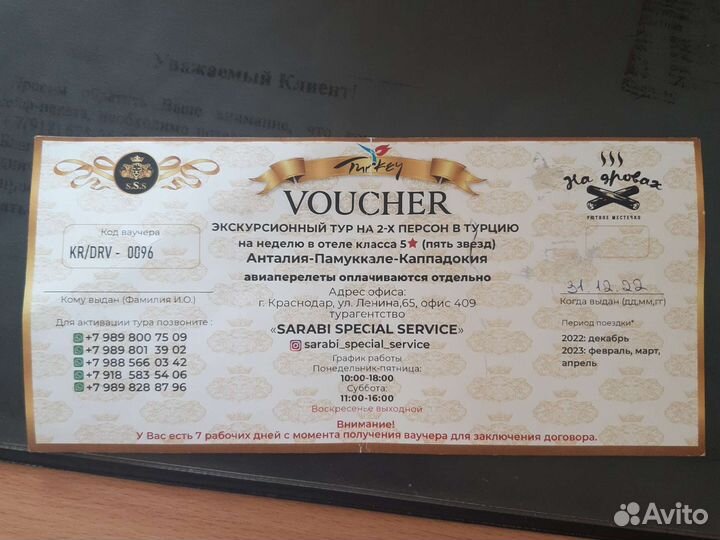 Уважаемый Клиент!
обратить Ваше внимание, что
необходимо
S.S.s
Turkey
На дровах
УЮТНОЕ МЕСТЕЧКО
VOUCHER
ЭКСКУРСИОННЫЙ ТУР НА 2-Х ПЕРСОН В ТУРЦИЮ
на неделю в отеле класса 5★ (пять звезд)
Анталия-Памуккале-Каппадокия
авиаперелеты оплачиваются отдельно
Код ваучера
KR/DRV - 0096
Кому выдан (Фамилия И.О.)
Для активации тура позвоните :
+7 989 800 75 09
+7 989 801 39 02
+7 988 566 03 42
+7 918 583 54 06
+7 989 828 87 96
Адрес офиса:
г. Краснодар, ул. Ленина,65, офис 409
турагентство
«SARABI SPECIAL SERVICE»
sarabi_special_service
График работы
Понедельник-пятница:
10:00-18:00
Суббота:
11:00-16:00
Воскресенье выходной
31.12.22
Когда выдан (дд,мм,гг)
Период поездки*:
2022: декабрь
2023: февраль, март,
апрель
Внимание!
У Вас есть 7 рабочих дней с момента получения ваучера для заключения договора.
Avito